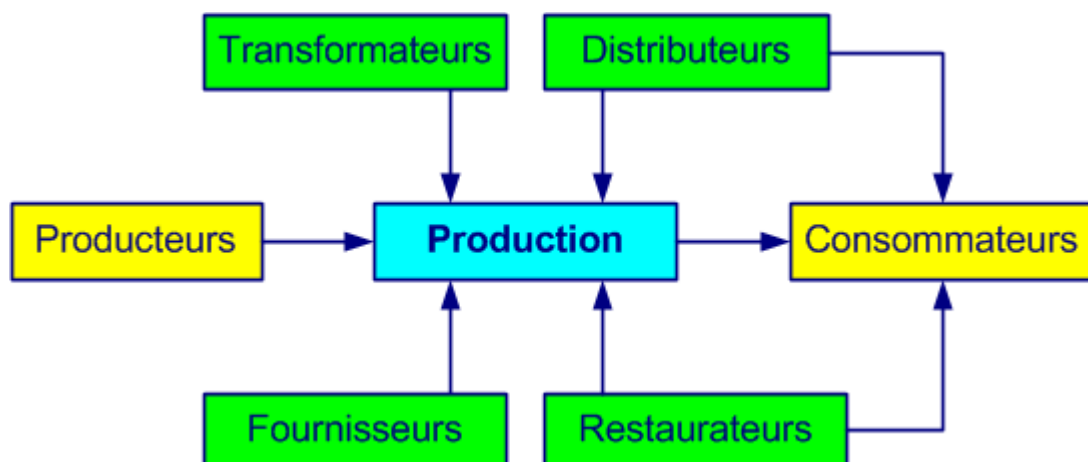 Transformateurs
Distributeurs
Producteurs
Production
Consommateurs
Fournisseurs
Restaurateurs